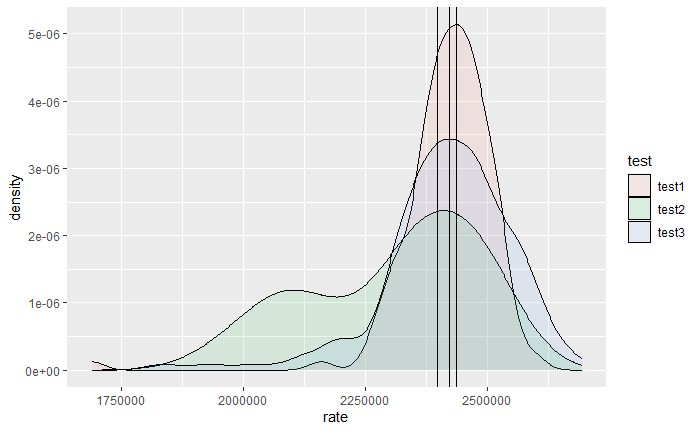 5e-06
4e-06
3e-06
2e-06
1e-06
0e+00
density
1750000
2000000
2250000
2500000
rate
test
test1
test2
test3